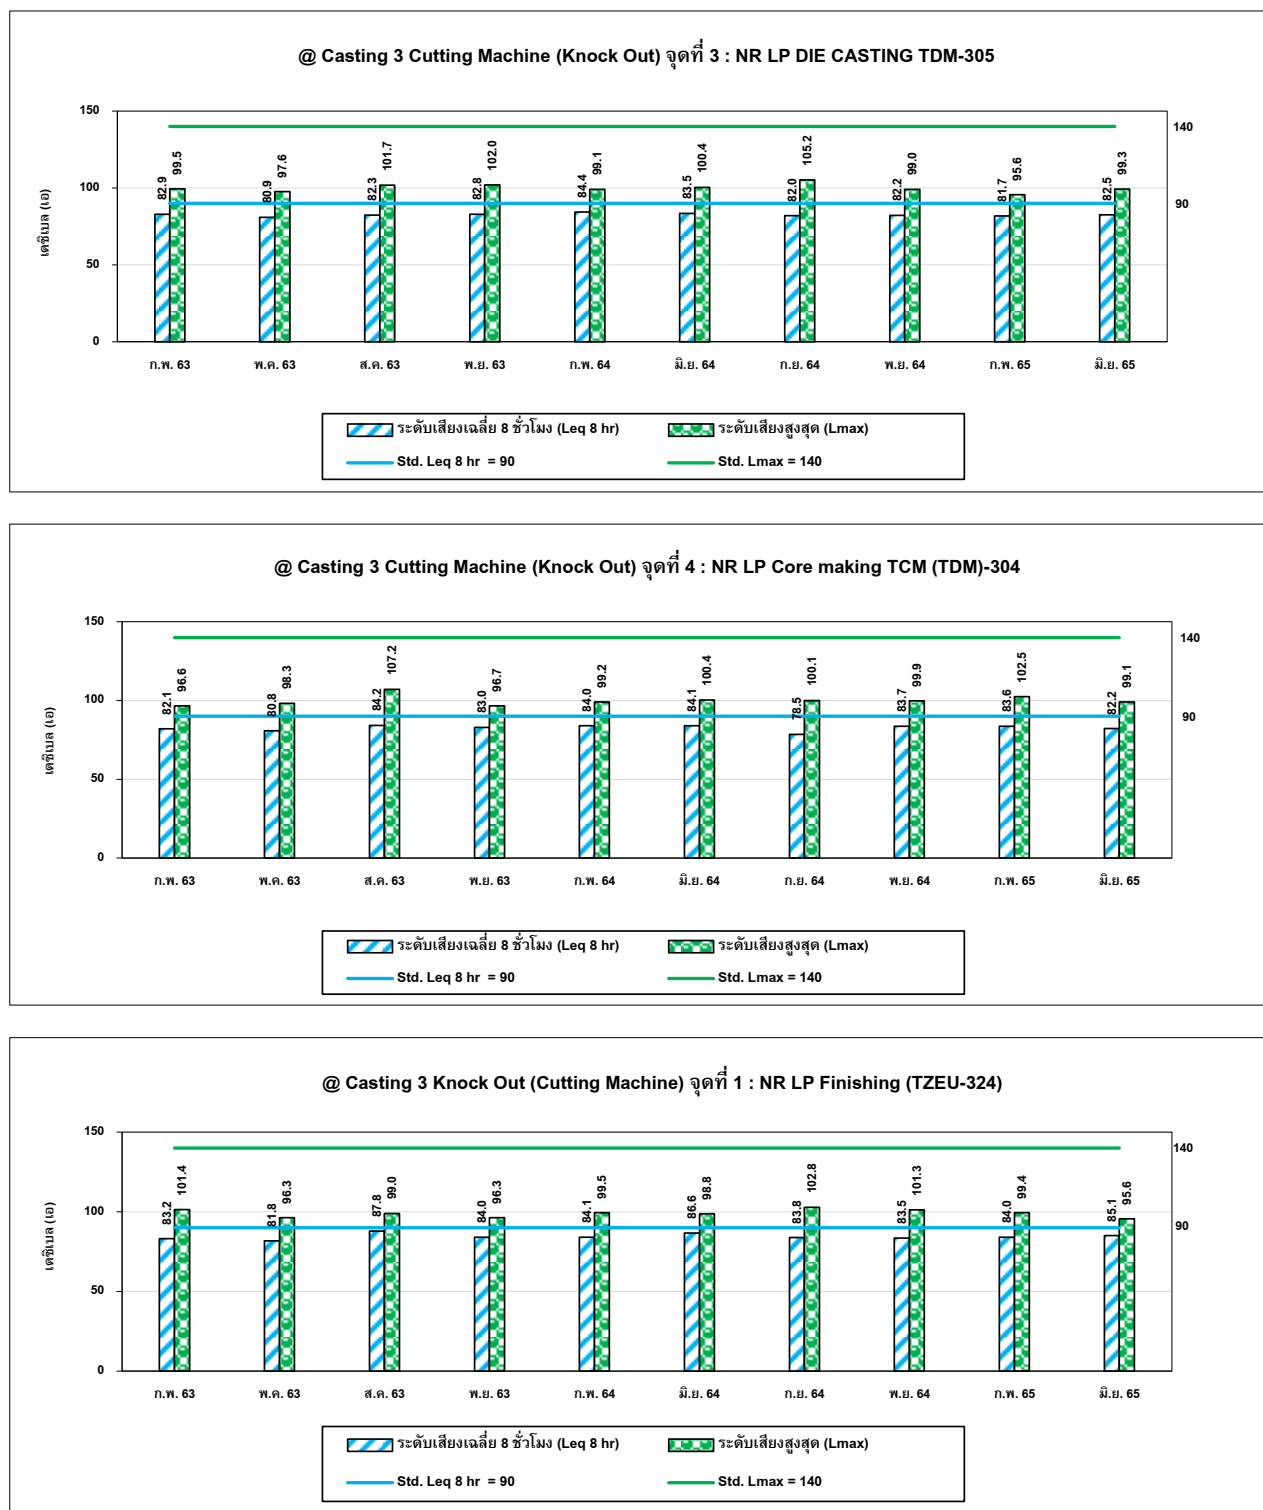 @ Casting 3 Cutting Machine (Knock Out) จุดที่ 3 : NR LP DIE CASTING TDM-305
เดซิเบล (เอ)
150
100
50
0
140
90
82.9 99.5 80.9 97.6 82.3 101.7 82.8 102.0 84.4 99.1 83.5 100.4 82.0 105.2 82.2 99.0 81.7 95.6 82.5 99.3
ก.พ. 63 พ.ค. 63 ส.ค. 63 พ.ย. 63 ก.พ. 64 มิ.ย. 64 ก.ย. 64 พ.ย. 64 ก.พ. 65 มิ.ย. 65
ระดับเสียงเฉลี่ย 8 ชั่วโมง (Leq 8 hr) ระดับเสียงสูงสุด (Lmax)
Std. Leq 8 hr = 90 Std. Lmax = 140
@ Casting 3 Cutting Machine (Knock Out) จุดที่ 4 : NR LP Core making TCM (TDM)-304
เดซิเบล (เอ)
150
100
50
0
140
90
82.1 96.6 80.8 98.3 84.2 107.2 83.0 96.7 84.0 99.2 84.1 100.4 78.5 100.1 83.7 99.9 83.6 102.5 82.2 99.1
ก.พ. 63 พ.ค. 63 ส.ค. 63 พ.ย. 63 ก.พ. 64 มิ.ย. 64 ก.ย. 64 พ.ย. 64 ก.พ. 65 มิ.ย. 65
ระดับเสียงเฉลี่ย 8 ชั่วโมง (Leq 8 hr) ระดับเสียงสูงสุด (Lmax)
Std. Leq 8 hr = 90 Std. Lmax = 140
@ Casting 3 Knock Out (Cutting Machine) จุดที่ 1 : NR LP Finishing (TZEU-324)
เดซิเบล (เอ)
150
100
50
0
140
90
83.2 101.4 81.8 96.3 87.8 99.0 84.0 96.3 84.1 99.5 86.6 98.8 83.8 102.8 83.5 101.3 84.0 99.4 85.1 95.6
ก.พ. 63 พ.ค. 63 ส.ค. 63 พ.ย. 63 ก.พ. 64 มิ.ย. 64 ก.ย. 64 พ.ย. 64 ก.พ. 65 มิ.ย. 65
ระดับเสียงเฉลี่ย 8 ชั่วโมง (Leq 8 hr) ระดับเสียงสูงสุด (Lmax)
Std. Leq 8 hr = 90 Std. Lmax = 140